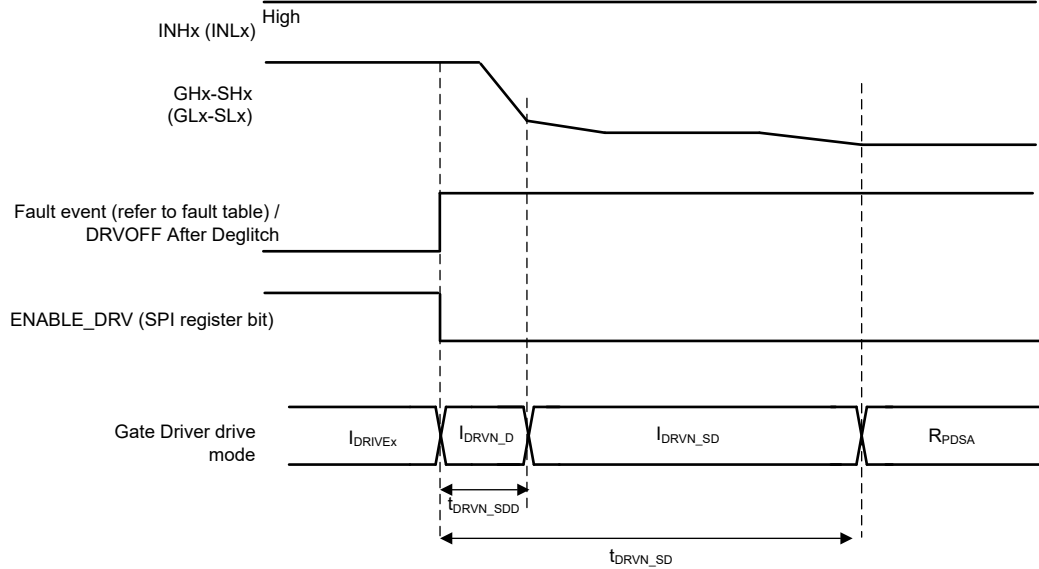 High
INHx (INLx)
GHx-SHx
(GLx-SLx)
Fault event (refer to fault table) /
DRVOFF After Deglitch
ENABLE_DRV (SPI register bit)
Gate Driver drive
mode
IDRIVEx
IDRVN_D
IDRVN_SD
RPDSA
tDRVN_SDD
tDRVN_SD